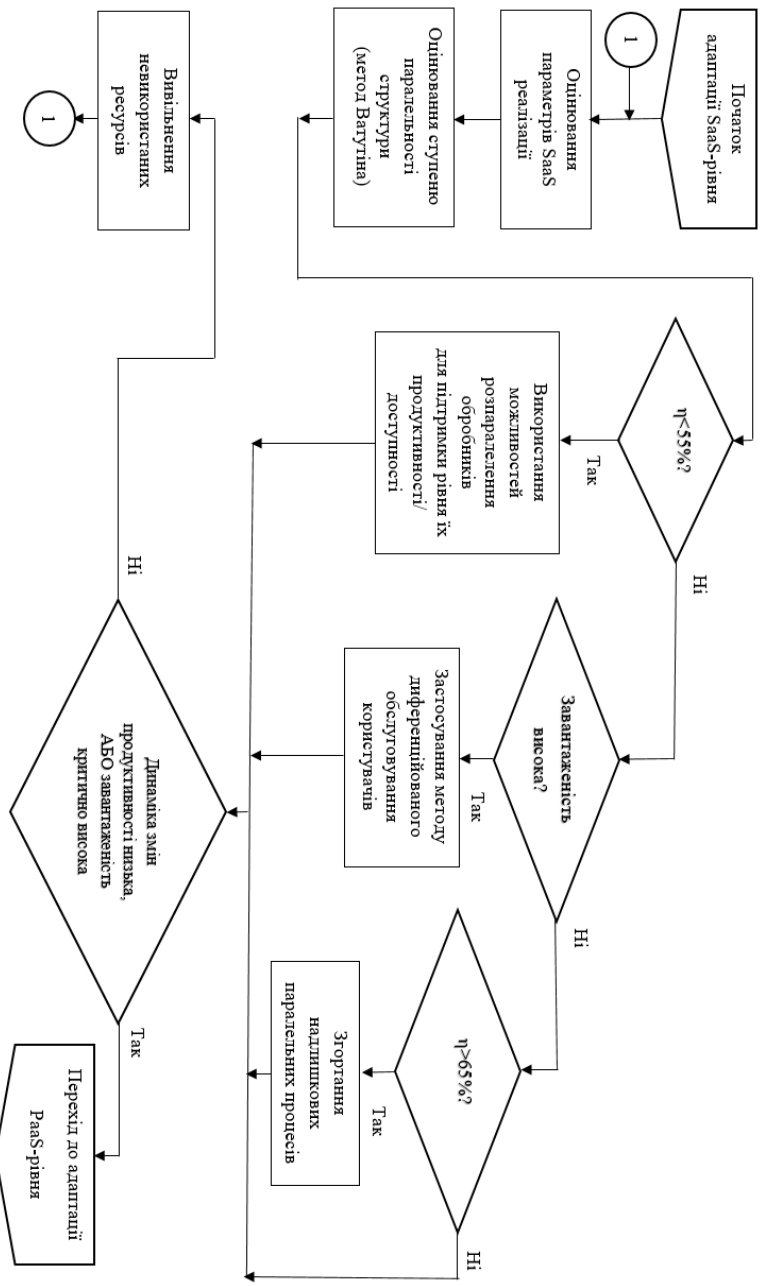 Початок
адаптації SaaS-рівня
1
Оцінювання
параметрів SaaS
реалізації
Оцінювання ступеню
паралельності
структури
(метод Ватутіна)
η<55%?
Так
Ні
Використання
можливостей
розпаралелення
обробників
для підтримки рівня їх
продуктивності/
доступності
Завантаженість
висока?
Так
Ні
Застосування методу
диференційованого
обслуговування
користувачів
η>65%?
Так
Ні
Згортання
надлишкових
паралельних процесів
Динаміка змін
продуктивності низька,
АБО завантаженість
критично висока
Ні
Так
Вивільнення
невикористаних
ресурсів
1
Перехід до адаптації
PaaS-рівня